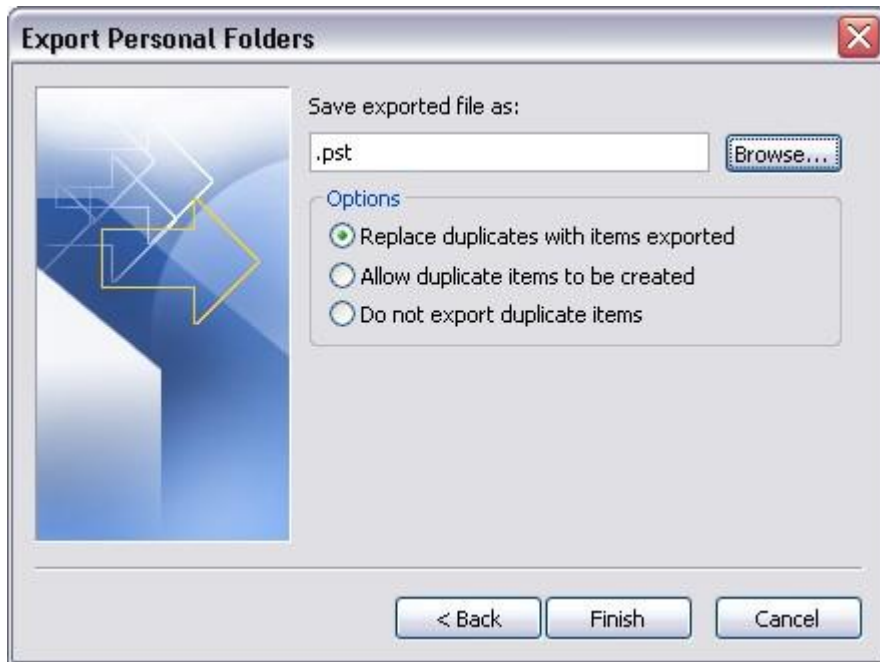 Export Personal Folders
Save exported file as:
.pst
Browse...
Options
Replace duplicates with items exported
Allow duplicate items to be created
Do not export duplicate items
< Back
Finish
Cancel